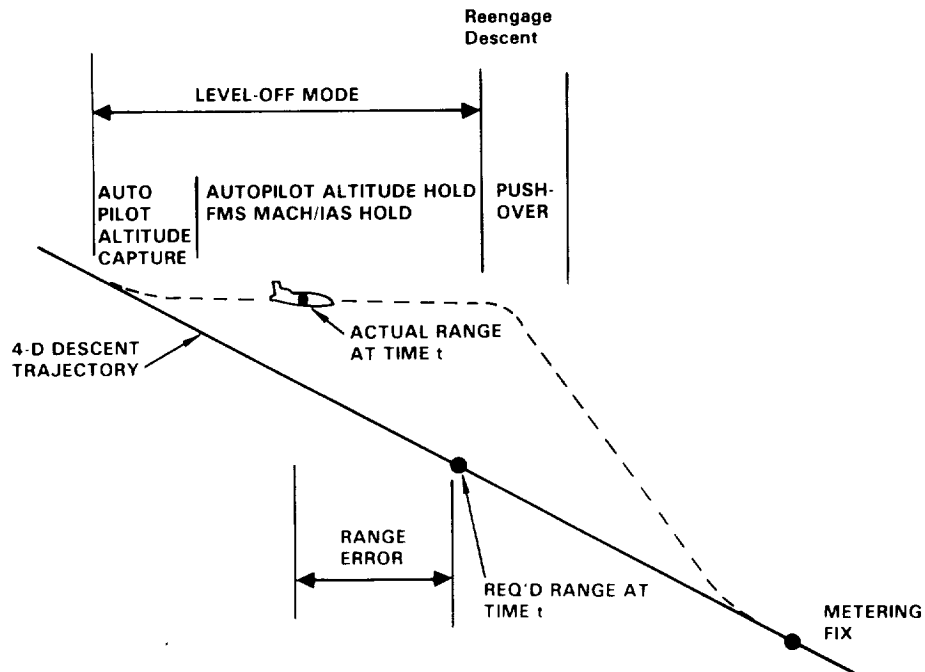 Reengage
Descent
LEVEL-OFF MODE
AUTO
PILOT
ALTITUDE
CAPTURE
AUTOPILOT ALTITUDE HOLD
FMS MACH/IAS HOLD
PUSH-
OVER
ACTUAL RANGE
AT TIME t
4-D DESCENT
TRAJECTORY
RANGE
ERROR
REQ'D RANGE AT
TIME t
METERING
FIX